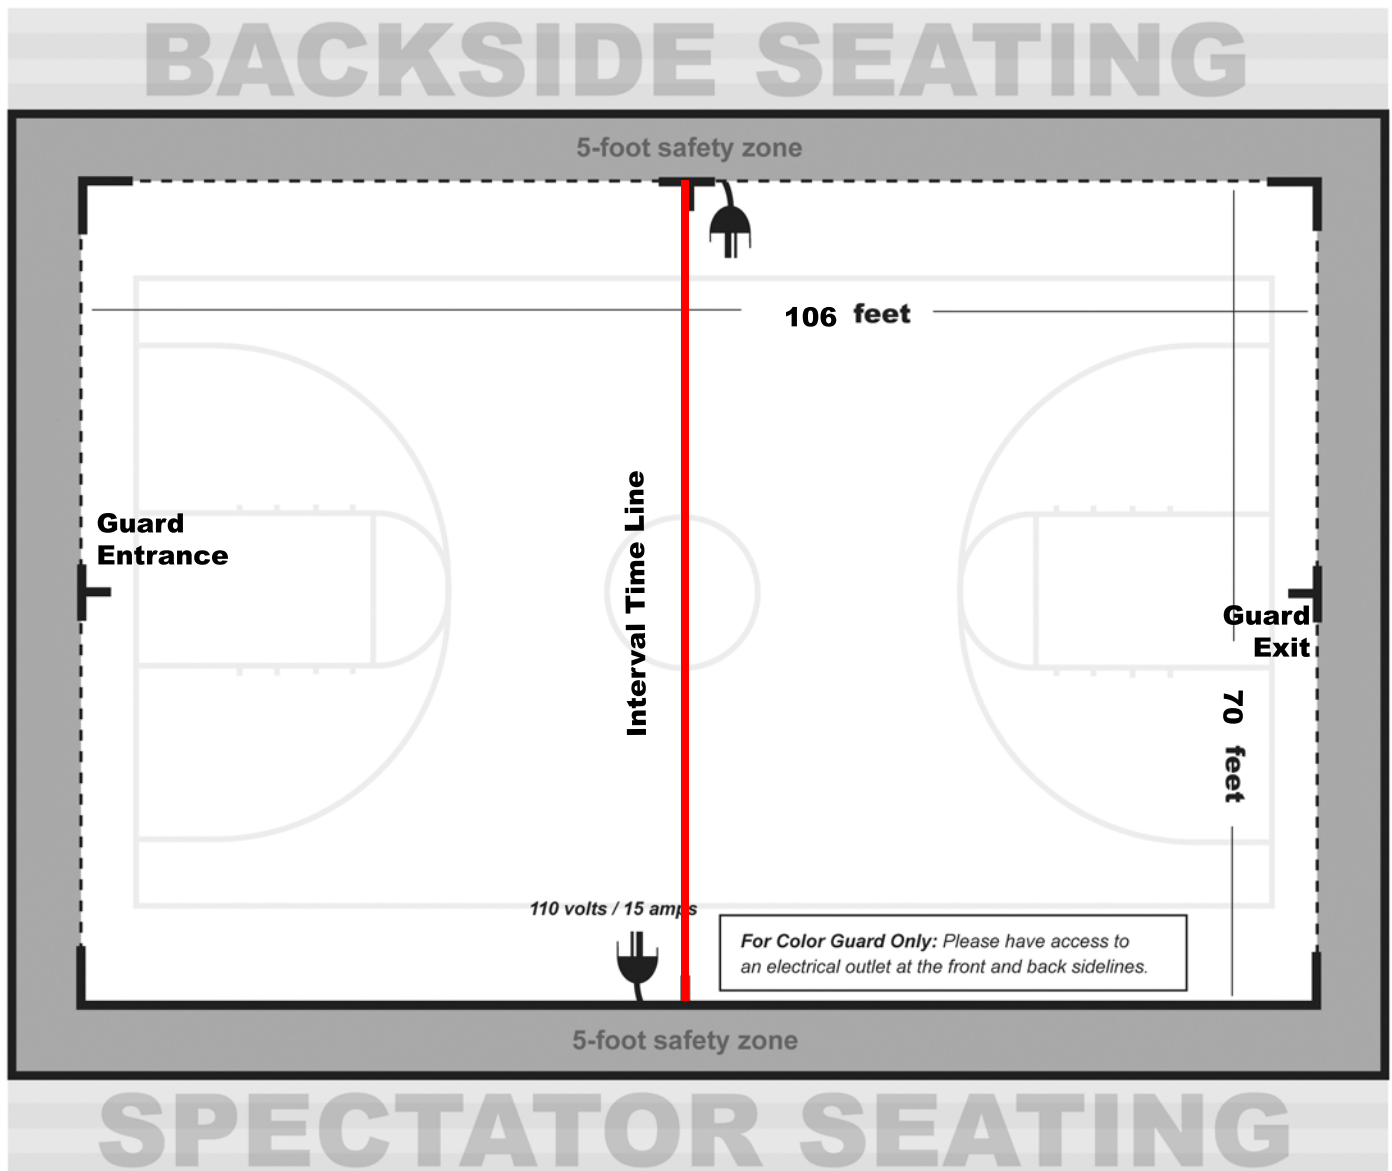 BACKSIDE SEATING
5-foot safety zone
106 feet
Guard
Entrance
Interval Time Line
Guard
Exit
70 feet
110 volts / 15 amps
For Color Guard Only: Please have access to
an electrical outlet at the front and back sidelines.
5-foot safety zone
SPECTATOR SEATING